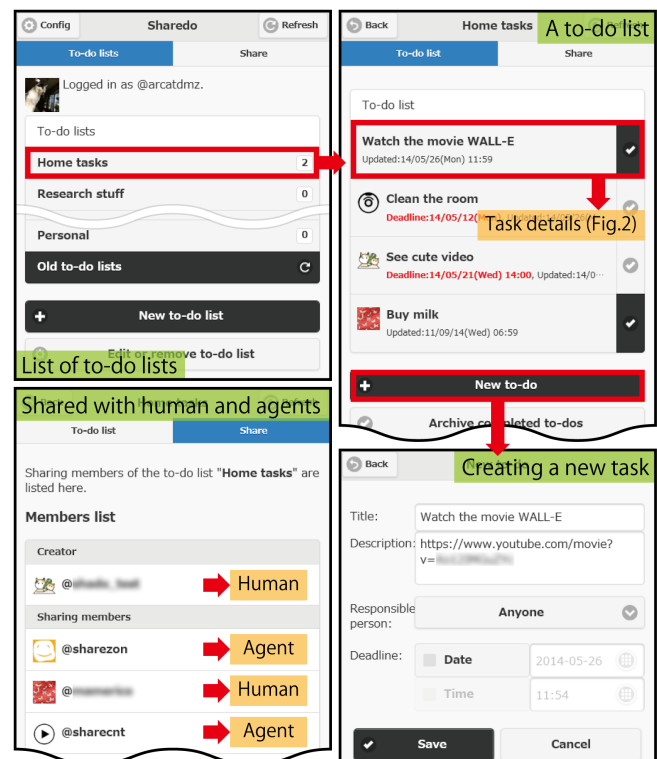 Config
Sharedo
Refresh
To-do lists
Share
Logged in as @arcatdmz.
To-do lists
Home tasks
2
Research stuff
0
Personal
0
Old to-do lists
New to-do list
Edit or remove to-do list
List of to-do lists
Back
Home tasks
A to-do list
To-do list
Share
To-do list
Watch the movie WALL-E
Updated:14/05/26(Mon) 11:59
Clean the room
Deadline:14/05/12(
Task details (Fig.2)
See cute video
Deadline:14/05/21(Wed) 14:00, Updated:14/0…
Buy milk
Updated:11/09/14(Wed) 06:59
New to-do
Archive completed to-dos
Shared with human and agents
To-do list
Share
Sharing members of the to-do list "Home tasks" are
listed here.
Members list
Creator
@
Human
Sharing members
@sharezon
Agent
@
Human
@sharecnt
Agent
Back
Creating a new task
Title:
Watch the movie WALL-E
Description:
https://www.youtube.com/movie?
v=
Responsible
person:
Anyone
Deadline:
Date
2014-05-26
Time
11:54
Save
Cancel